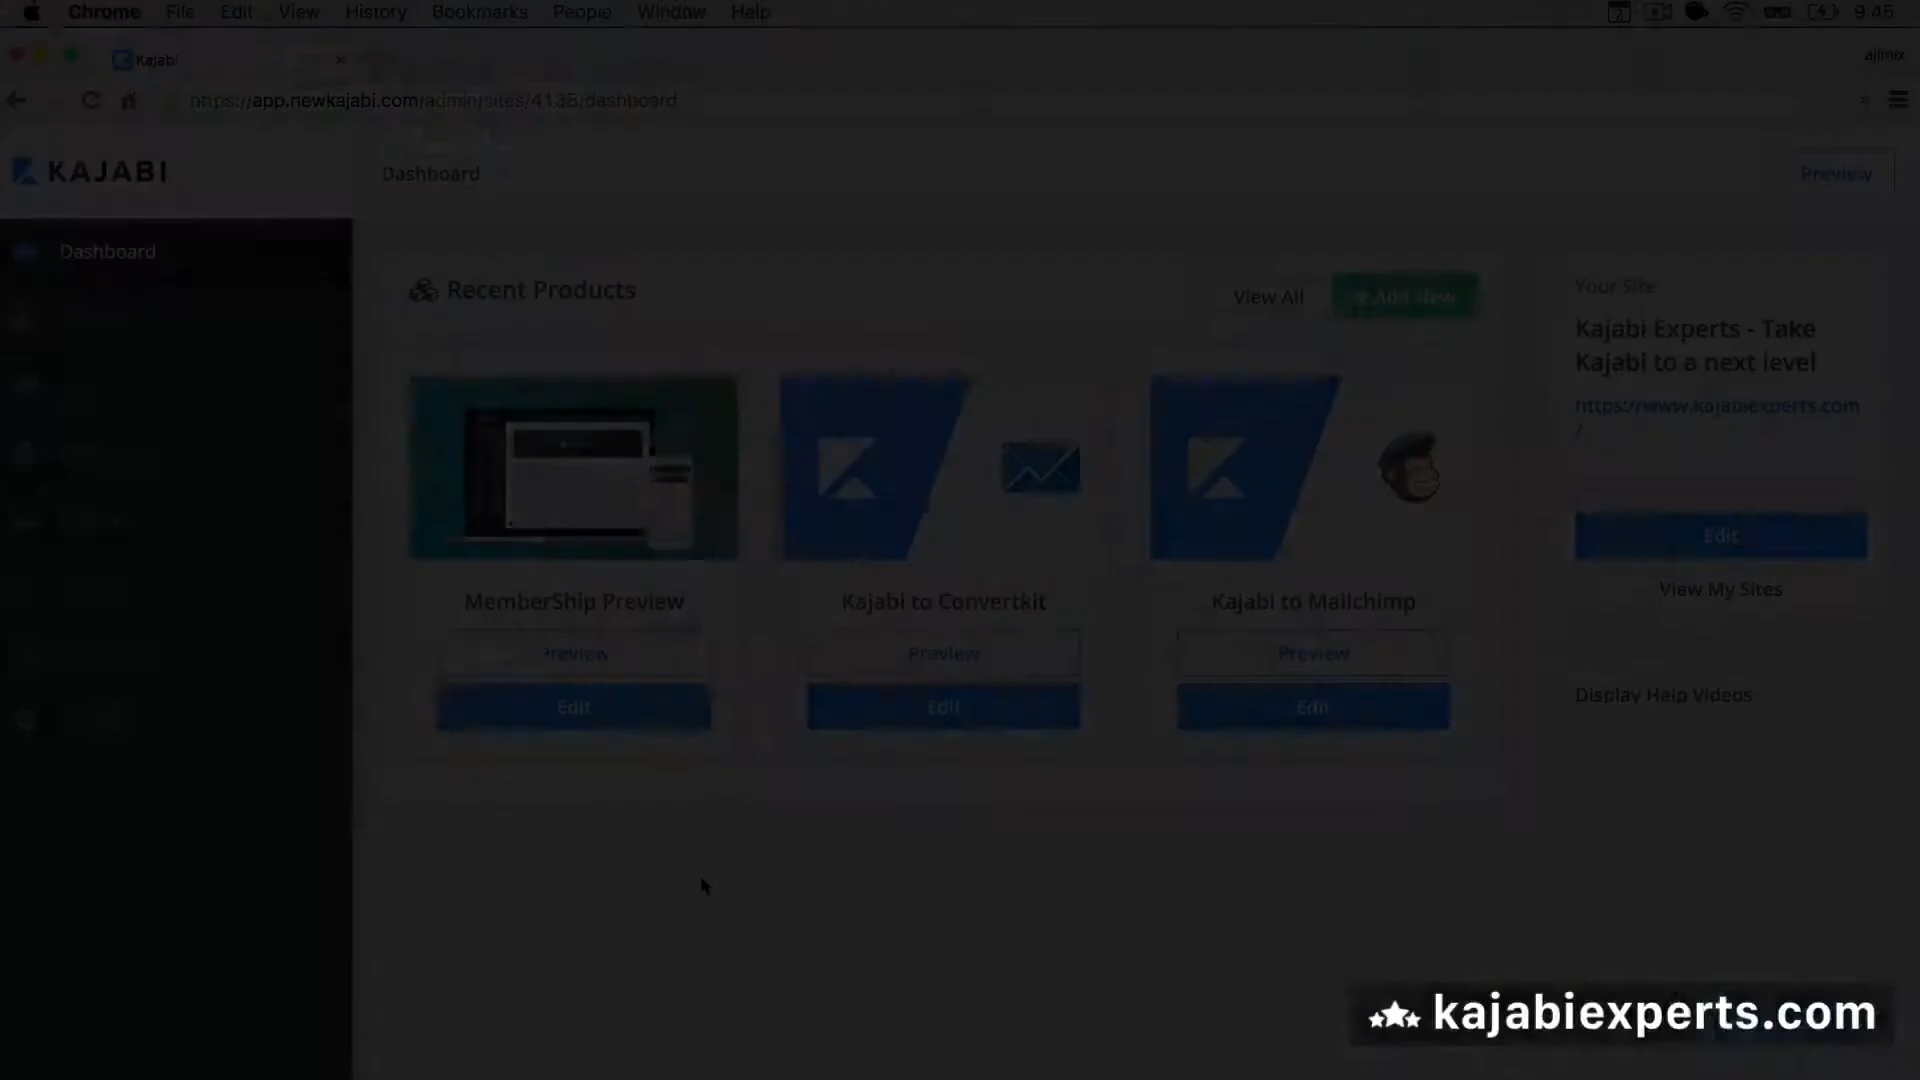 Chrome File Edit View History Bookmarks People Window Help 9:45
Kajabi
ajimix
https://app.newkajabi.com/admin/sites/4135/dashboard
KAJABI
Dashboard
Preview
Dashboard
Recent Products
View All
+ Add New
Your Site
Kajabi Experts - Take
Kajabi to a next level
https://www.kajabiexperts.com
/
Edit
View My Sites
Display Help Videos
MemberShip Preview
Kajabi to Convertkit
Kajabi to Mailchimp
Preview
Preview
Preview
Edit
Edit
Edit
kajabiexperts.com